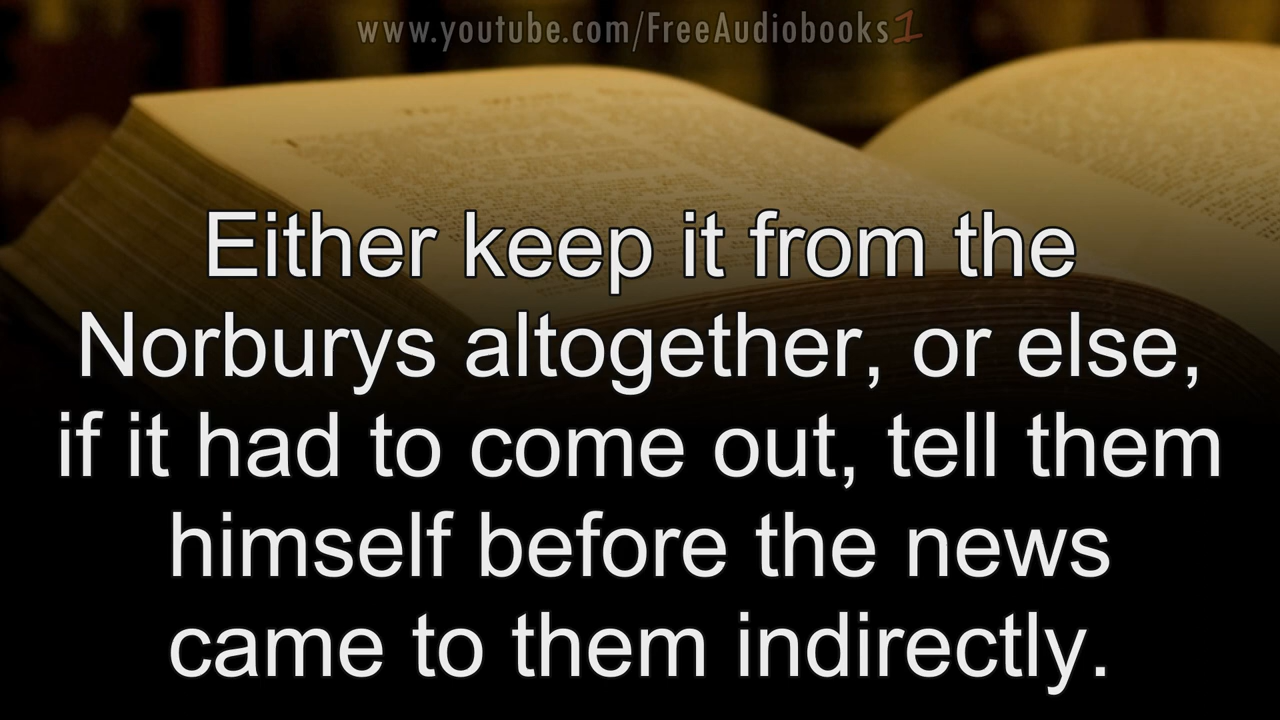 www.youtube.com/FreeAudiobooks1
Either keep it from the
Norburys altogether, or else,
if it had to come out, tell them
himself before the news
came to them indirectly.